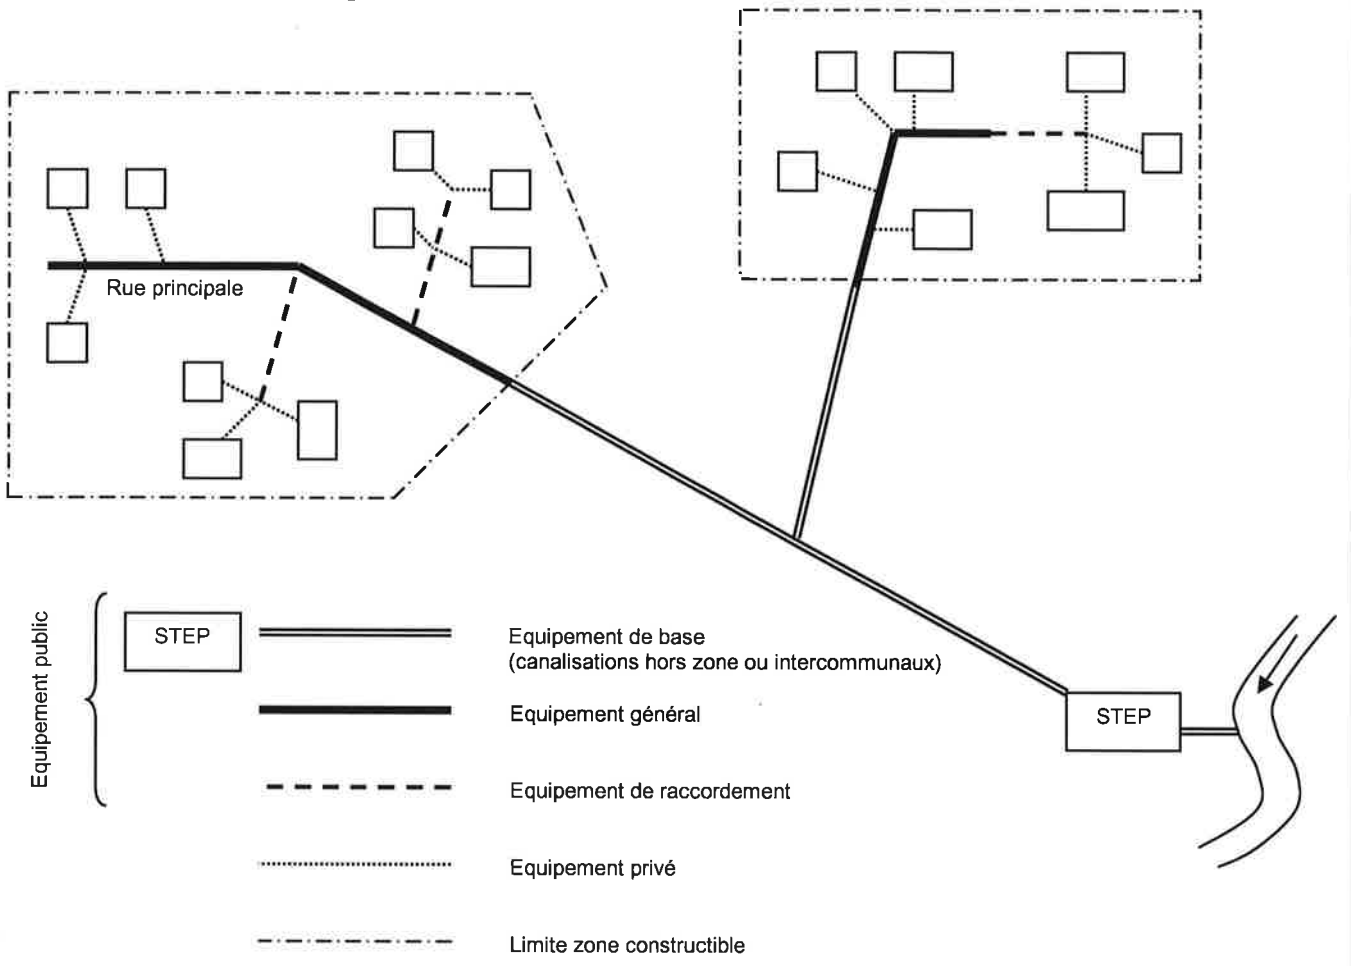 Rue principale
Equipement public
STEP
Equipement de base
(canalisations hors zone ou intercommunaux)
Equipement général
STEP
Equipement de raccordement
Equipement privé
Limite zone constructible